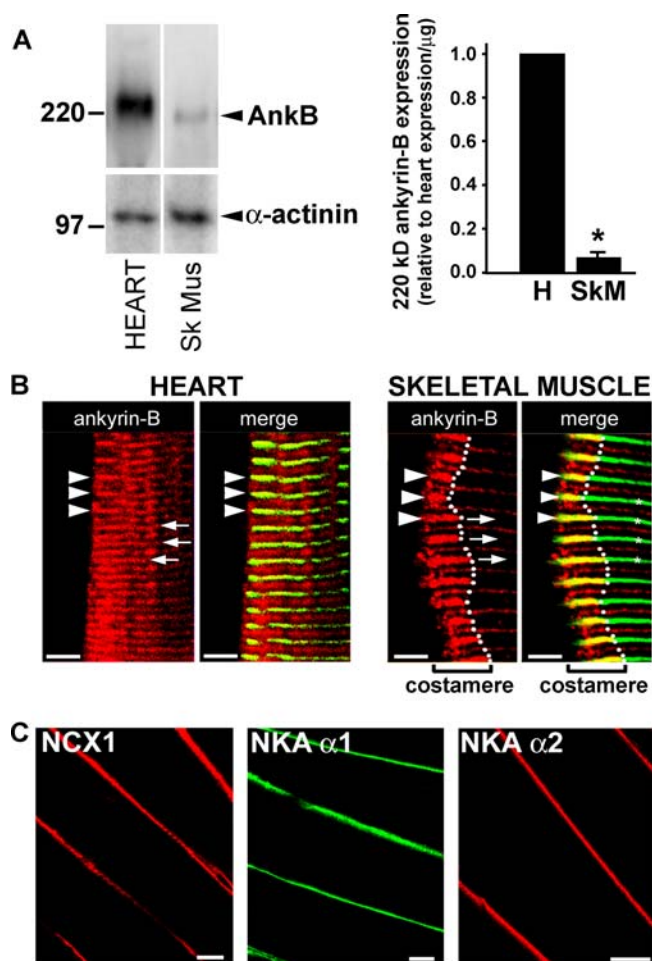 A
220
AnkB
97
α-actinin
HEART
Sk Mus
220 kD ankyrin-B expression
(relative to heart expression/µg)
1.0
0.8
0.6
0.4
0.2
0.0
*
H SkM
B
HEART
ankyrin-B
merge
SKELETAL MUSCLE
ankyrin-B
merge
costamere
costamere
C
NCX1
NKA α1
NKA α2